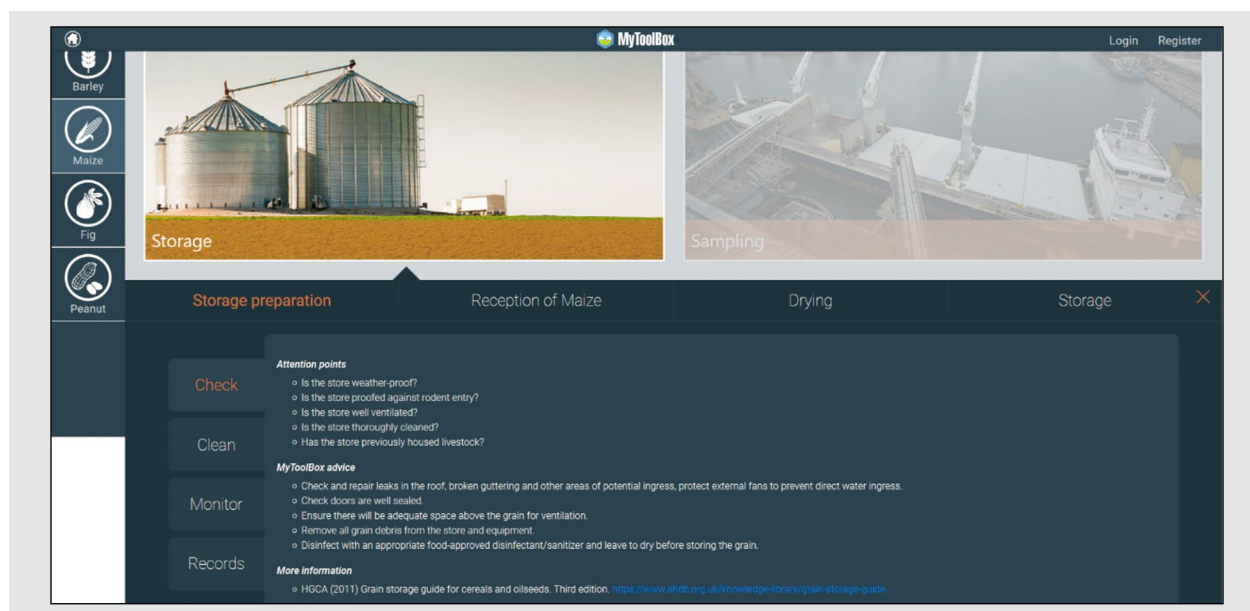 MyToolBox
Login Register
Barley
Maize
Fig
Peanut
Storage
Sampling
Storage preparation
Reception of Maize
Drying
Storage
Check
Clean
Monitor
Records
Attention points
Is the store weather-proof?
Is the store proofed against rodent entry?
Is the store well ventilated?
Is the store thoroughly cleaned?
Has the store previously housed livestock?
MyToolBox advice
Check and repair leaks in the roof, broken guttering and other areas of potential ingress, protect external fans to prevent direct water ingress.
Check doors are well sealed.
Ensure there will be adequate space above the grain for ventilation.
Remove all grain debris from the store and equipment.
Disinfect with an appropriate food-approved disinfectant/sanitizer and leave to dry before storing the grain.
More information
HGCA (2011) Grain storage guide for cereals and oilseeds. Third edition. https://www.ahdb.org.uk/knowledge-library/grain-storage-guide